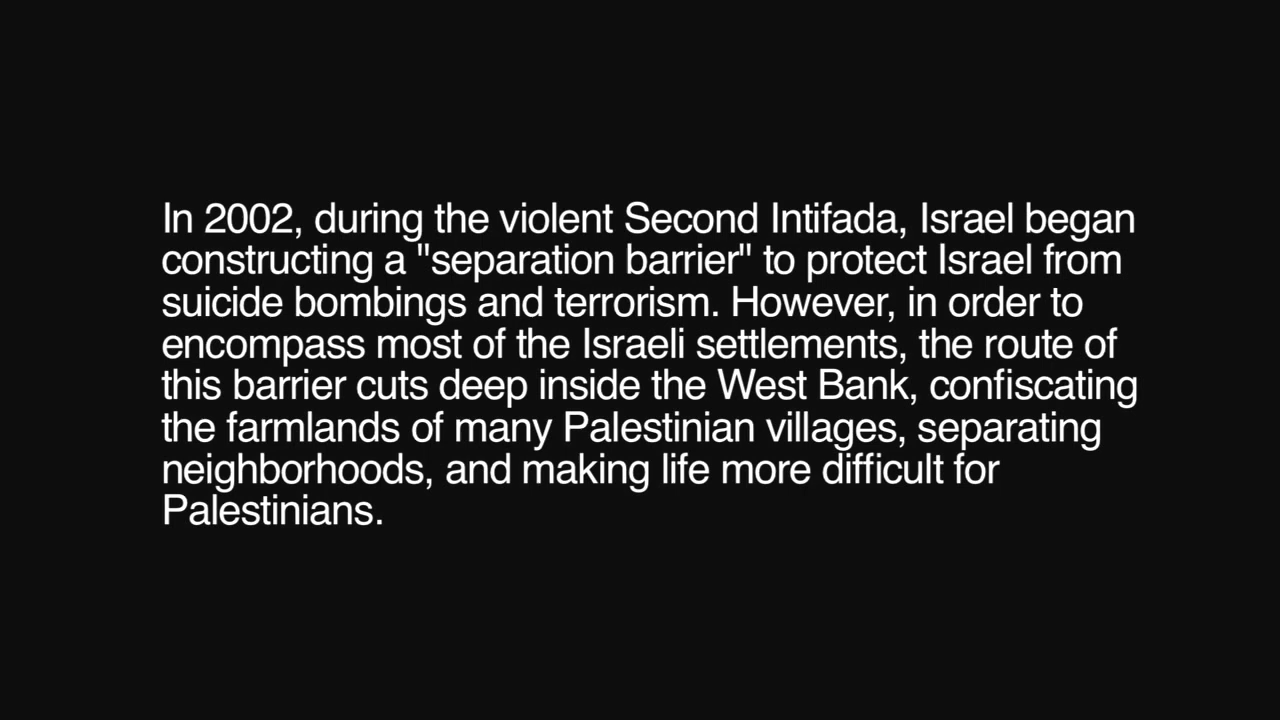 In 2002, during the violent Second Intifada, Israel began
constructing a "separation barrier" to protect Israel from
suicide bombings and terrorism. However, in order to
encompass most of the Israeli settlements, the route of
this barrier cuts deep inside the West Bank, confiscating
the farmlands of many Palestinian villages, separating
neighborhoods, and making life more difficult for
Palestinians.